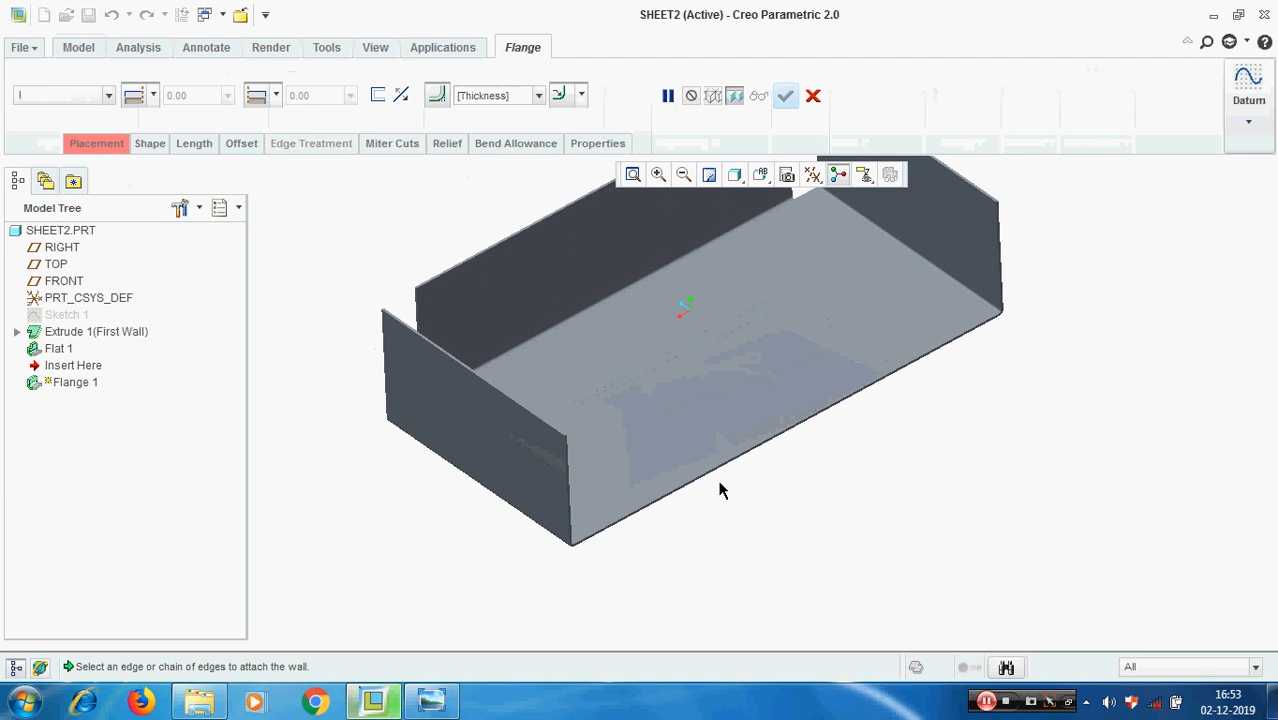 SHEET2 (Active) - Creo Parametric 2.0
File Model Analysis Annotate Render Tools View Applications Flange
I 0.00 0.00 [Thickness]
Datum
Placement Shape Length Offset Edge Treatment Miter Cuts Relief Bend Allowance Properties
Model Tree
SHEET2.PRT
RIGHT
TOP
FRONT
PRT_CSYS_DEF
Sketch 1
Extrude 1(First Wall)
Flat 1
Insert Here
Flange 1
Select an edge or chain of edges to attach the wall.
All
16:53
02-12-2019